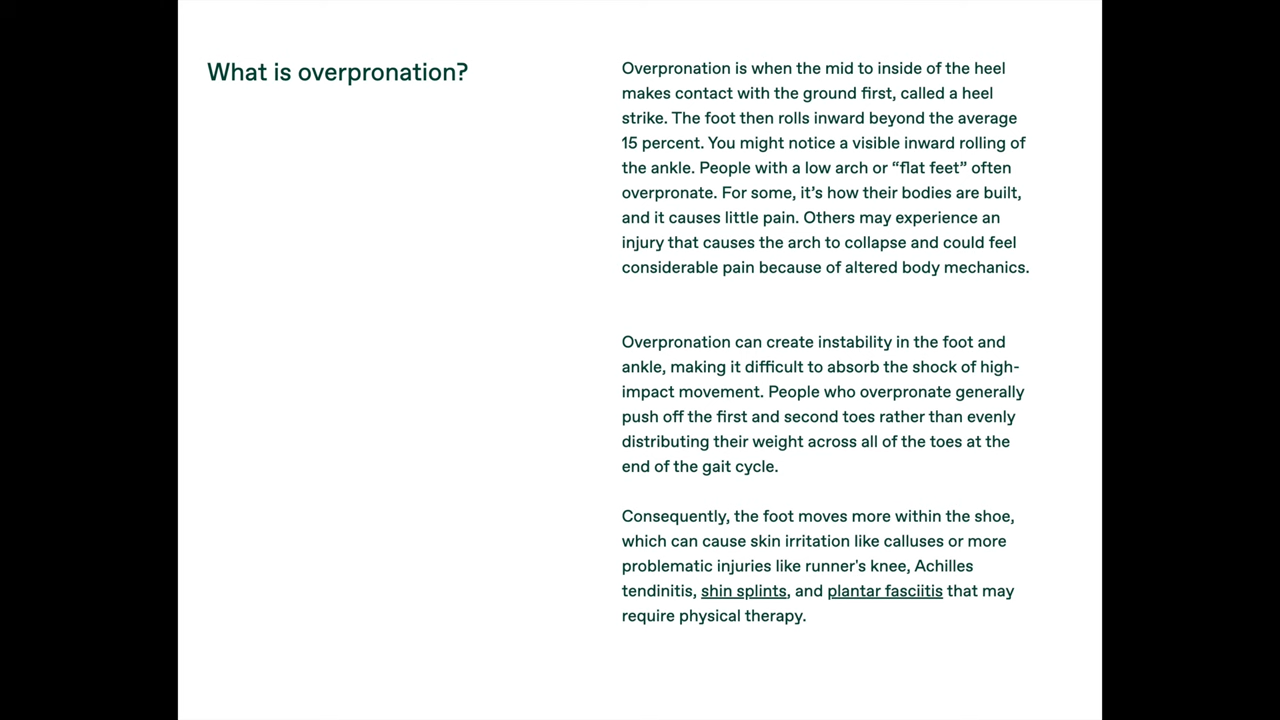 What is overpronation?
Overpronation is when the mid to inside of the heel
makes contact with the ground first, called a heel
strike. The foot then rolls inward beyond the average
15 percent. You might notice a visible inward rolling of
the ankle. People with a low arch or “flat feet” often
overpronate. For some, it’s how their bodies are built,
and it causes little pain. Others may experience an
injury that causes the arch to collapse and could feel
considerable pain because of altered body mechanics.
Overpronation can create instability in the foot and
ankle, making it difficult to absorb the shock of high-
impact movement. People who overpronate generally
push off the first and second toes rather than evenly
distributing their weight across all of the toes at the
end of the gait cycle.
Consequently, the foot moves more within the shoe,
which can cause skin irritation like calluses or more
problematic injuries like runner's knee, Achilles
tendinitis, shin splints, and plantar fasciitis that may
require physical therapy.